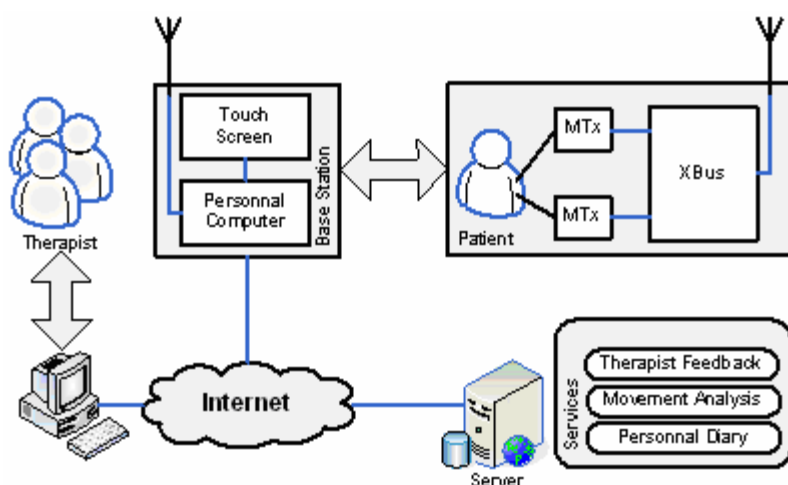 Touch
Screen
Personnal
Computer
Base Station
Therapist
MTx
MTx
XBus
Patient
Internet
Server
Services
Therapist Feedback
Movement Analysis
Personnal Diary